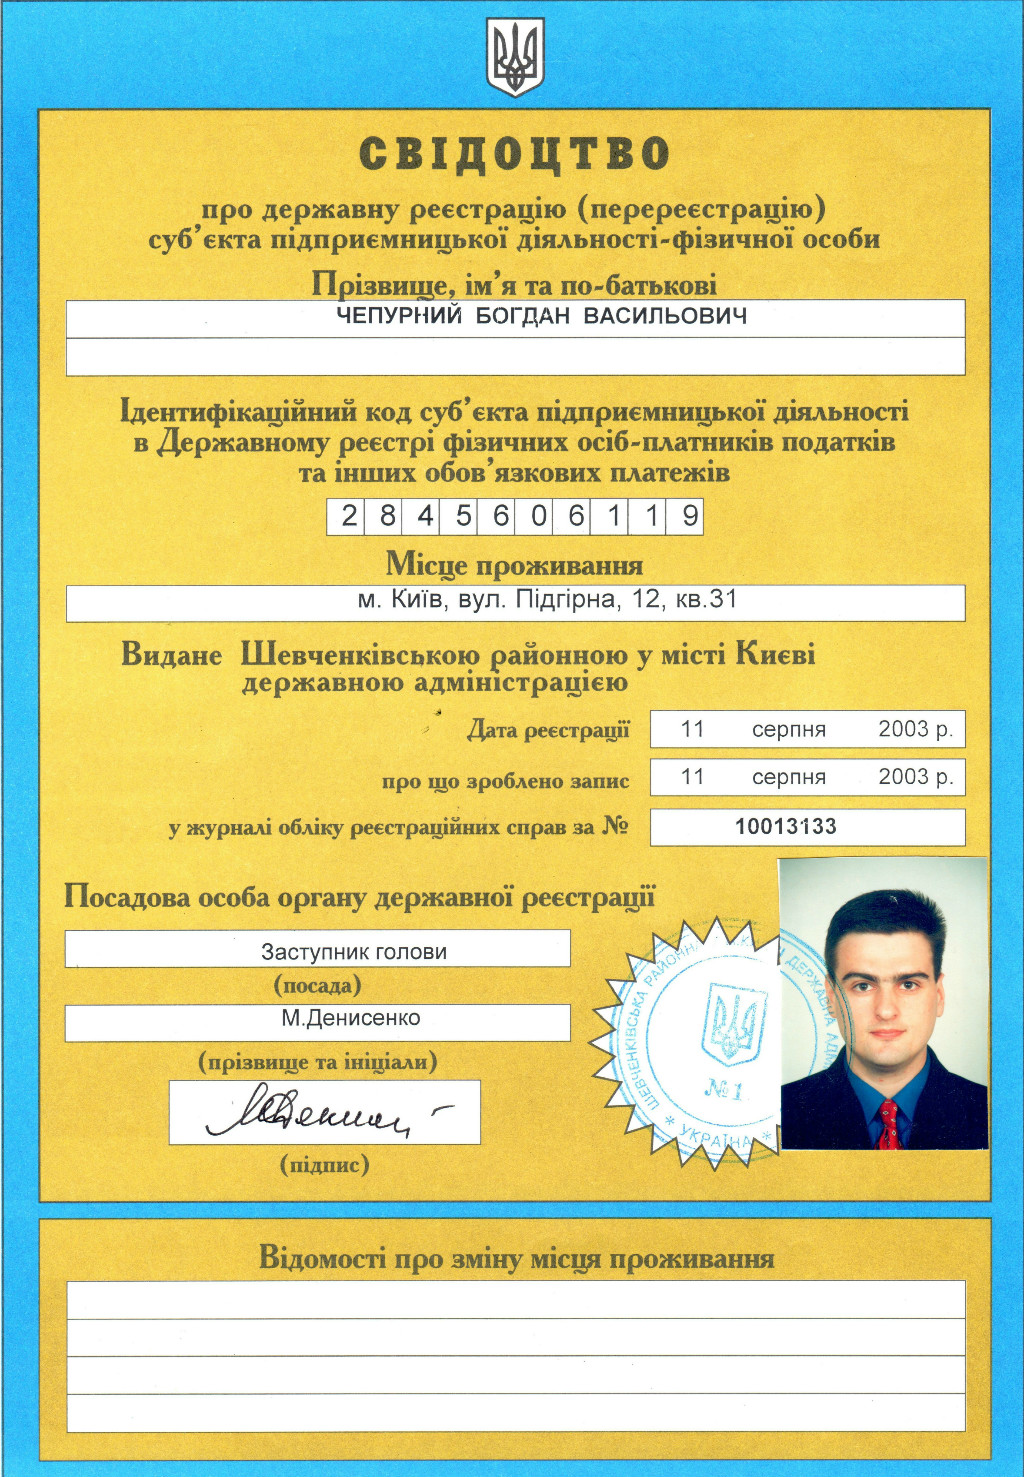 СВІДОЦТВО
про державну реєстрацію (перереєстрацію)
суб’єкта підприємницької діяльності-фізичної особи
Прізвище, ім’я та по-батькові
ЧЕПУРНИЙ БОГДАН ВАСИЛЬОВИЧ
Ідентифікаційний код суб’єкта підприємницької діяльності
в Державному реєстрі фізичних осіб-платників податків
та інших обов’язкових платежів
2 8 4 5 6 0 6 1 1 9
Місце проживання
м. Київ, вул. Підгірна, 12, кв.31
Видане Шевченківською районною у місті Києві
державною адміністрацією
Дата реєстрації 11 серпня 2003 р.
про що зроблено запис 11 серпня 2003 р.
у журналі обліку реєстраційних справ за № 10013133
Посадова особа органу державної реєстрації
Заступник голови
(посада)
М.Денисенко
(прізвище та ініціали)
(підпис)
ШЕВЧЕНКІВСЬКА РАЙОННА ДЕРЖАВНА
№1
* УКРАЇНА *
Відомості про зміну місця проживання